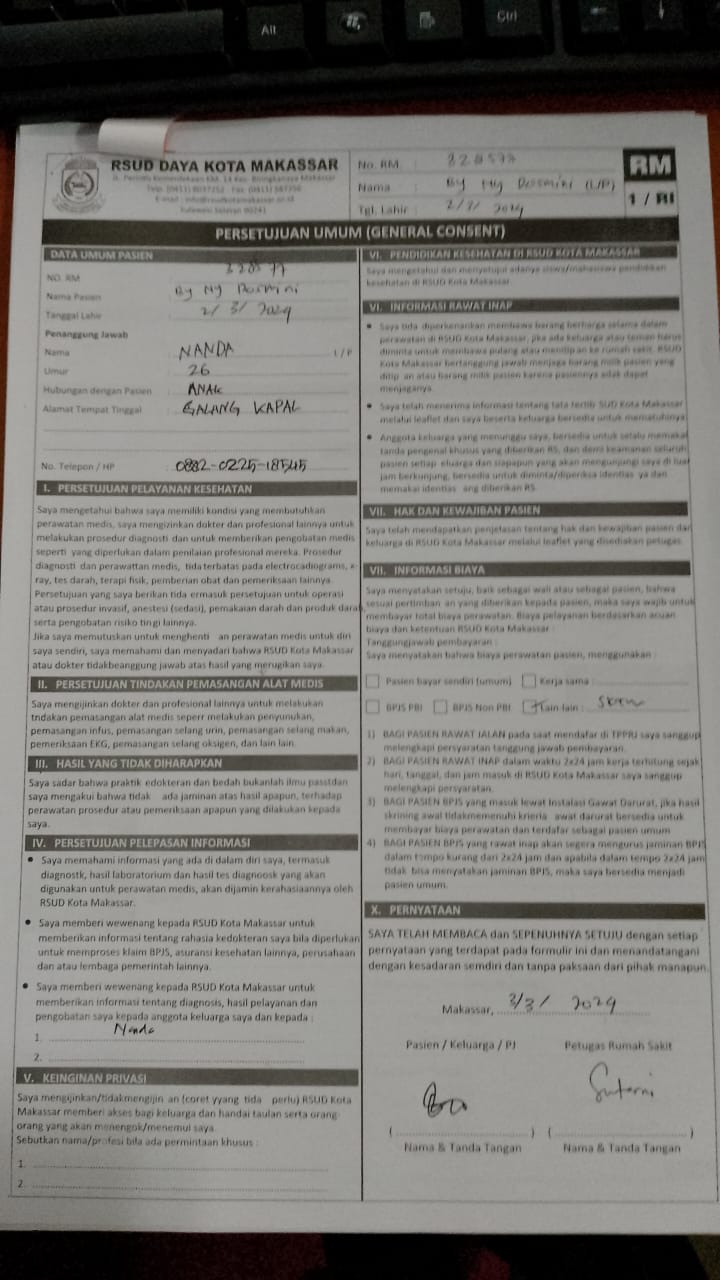 Alt
Ctrl
RSUD DAYA KOTA MAKASSAR
No. RM. :
Nama : By Ny Dasmini (L/P)
Tgl. Lahir : 2/3/ 2024
RM
1 / RI
PERSETUJUAN UMUM (GENERAL CONSENT)
DATA UMUM PASIEN
NO. RM
Nama Pasien By Ny Dasmini
Tanggal Lahir 2/3/2024
Penanggung Jawab
Nama NANDA L/P
Umur 26
Hubungan dengan Pasien ANAK
Alamat Tempat Tinggal GALANG KAPAL
No. Telepon / HP : 0882-0225-18545
I. PERSETUJUAN PELAYANAN KESEHATAN
Saya mengetahui bahwa saya memiliki kondisi yang membutuhkan
perawatan medis, saya mengizinkan dokter dan profesional lainnya untuk
melakukan prosedur diagnosti dan untuk memberikan pengobatan medis
seperti yang diperlukan dalam penilaian profesional mereka. Prosedur
diagnosti dan perawattan medis, tidaterbatas pada electrocadiograms, x-
ray, tes darah, terapi fisik, pemberian obat dan pemeriksaan lainnya.
Persetujuan yang saya berikan tida ermasuk persetujuan untuk operasi
atau prosedur invasif, anestesi (sedasi), pemakaian darah dan produk darah,
serta pengobatan risiko tingi lainnya.
Jika saya memutuskan untuk menghenti an perawatan medis untuk diri
saya sendiri, saya memahami dan menyadari bahwa RSUD Kota Makassar
atau dokter tidakbeanggung jawab atas hasil yang merugikan saya.
II. PERSETUJUAN TINDAKAN PEMASANGAN ALAT MEDIS
Saya mengijinkan dokter dan profesional lainnya untuk melakukan
tndakan pemasangan alat medis seperr melakukan penyunukan,
pemasangan infus, pemasangan selang urin, pemasangan selang makan,
pemeriksaan EKG, pemasangan selang oksigen, dan lain lain.
III. HASIL YANG TIDAK DIHARAPKAN
Saya sadar bahwa praktik edokteran dan bedah bukanlah ilmu passtdan
saya mengakui bahwa tidak ada jaminan atas hasil apapun, terhadap
perawatan prosedur atau pemeriksaan apapun yang dilakukan kepada
saya.
IV. PERSETUJUAN PELEPASAN INFORMASI
• Saya memahami informasi yang ada di dalam diri saya, termasuk
diagnostk, hasil laboratorium dan hasil tes diagnoosk yang akan
digunakan untuk perawatan medis, akan dijamin kerahasiaannya oleh
RSUD Kota Makassar.
• Saya memberi wewenang kepada RSUD Kota Makassar untuk
memberikan informasi tentang rahasia kedokteran saya bila diperlukan
untuk memproses klaim BPJS, asuransi kesehatan lainnya, perusahaan
dan atau lembaga pemerintah lainnya.
• Saya memberi wewenang kepada RSUD Kota Makassar untuk
memberikan informasi tentang diagnosis, hasil pelayanan dan
pengobatan saya kepada anggota keluarga saya dan kepada :
1. Nanda
2.
V. KEINGINAN PRIVASI
Saya mengijinkan/tidakmengijin an (coret yyang tida perlu) RSUD Kota
Makassar memberi akses bagi keluarga dan handai taulan serta orang-
orang yang akan menengok/menemui saya.
Sebutkan nama/profesi bila ada permintaan khusus :
1.
2.
VI. PENDIDIKAN KESEHATAN DI RSUD KOTA MAKASSAR
Saya mengetahui dan menyetujui adanya siswa/mahasiswa pendidikan
kesehatan di RSUD Kota Makassar.
VI. INFORMASI RAWAT INAP
• Saya tida diperkenankan membawa barang berharga selama dalam
perawatan di RSUD Kota Makassar, jika ada keluarga atau teman harus
diminta untuk membawa pulang atau menitipan ke rumah sakit. RSUD
Kota Makassar bertanggung jawab menjaga barang milik pasien yang
ditip an atau barang milik pasien karena pasiennya adak dapat
menjaganya.
• Saya telah menerima informasi tentang tata tertib SUD Kota Makassar
melalui leaflet dan saya beserta keluarga bersedia untuk mematuhinya
• Anggota keluarga yang menunggu saya, bersedia untuk selalu memakai
tanda pengenal khusus yang diberikan RS, dan demi keamanan seluruh
pasien setiap eluarga dan siapapun yang akan mengunjungi saya di luar
jam berkunjung, bersedia untuk diminta/diperiksa identias ya dan
memakai identias ang diberikan RS.
VII. HAK DAN KEWAJIBAN PASIEN
Saya telah mendapatkan penjelasan tentang hak dan kewajiban pasien dan
keluarga di RSUD Kota Makassar melalui leaflet yang disediakan petugas.
VII. INFORMASI BIAYA
Saya menyatakan setuju, baik sebagai wali atau sebagai pasien, bahwa
sesuai pertimban an yang diberikan kepada pasien, maka saya wajib untuk
membayar total biaya perawatan. Biaya pelayanan berdasarkan acuan
biaya dan ketentuan RSUD Kota Makassar :
Tanggungjawab pembayaran :
Saya menyatakan bahwa biaya perawatan pasien, menggunakan :
Pasien bayar sendiri (umum) Kerja sama :
BPJS PBI BPJS Non PBI Lain lain :
1) BAGI PASIEN RAWAT JALAN pada saat mendafar di TPPRJ saya sanggup
melengkapi persyaratan tanggung jawab pembayaran.
2) BAGI PASIEN RAWAT INAP dalam waktu 2x24 jam kerja terhitung sejak
hari, tanggal, dan jam masuk di RSUD Kota Makassar saya sanggup
melengkapi persyaratan.
3) BAGI PASIEN BPJS yang masuk lewat Instalasi Gawat Darurat, jika hasil
skrining awal tidakmemenuhi krieria awat darurat bersedia untuk
membayar biaya perawatan dan terdafar sebagai pasien umum
4) BAGI PASIEN BPJS yang rawat inap akan segera mengurus jaminan BPJS
dalam tempo kurang dari 2x24 jam dan apabila dalam tempo 2x24 jam
tidak bisa menyatakan jaminan BPJS, maka saya bersedia menjadi
pasien umum.
X. PERNYATAAN
SAYA TELAH MEMBACA dan SEPENUHNYA SETUJU dengan setiap
pernyataan yang terdapat pada formulir ini dan menandatangani
dengan kesadaran semdiri dan tanpa paksaan dari pihak manapun.
Makassar, 3/3/ 2024
Pasien / Keluarga / PJ Petugas Rumah Sakit
Sutarni
( ) ( )
Nama & Tanda Tangan Nama & Tanda Tangan